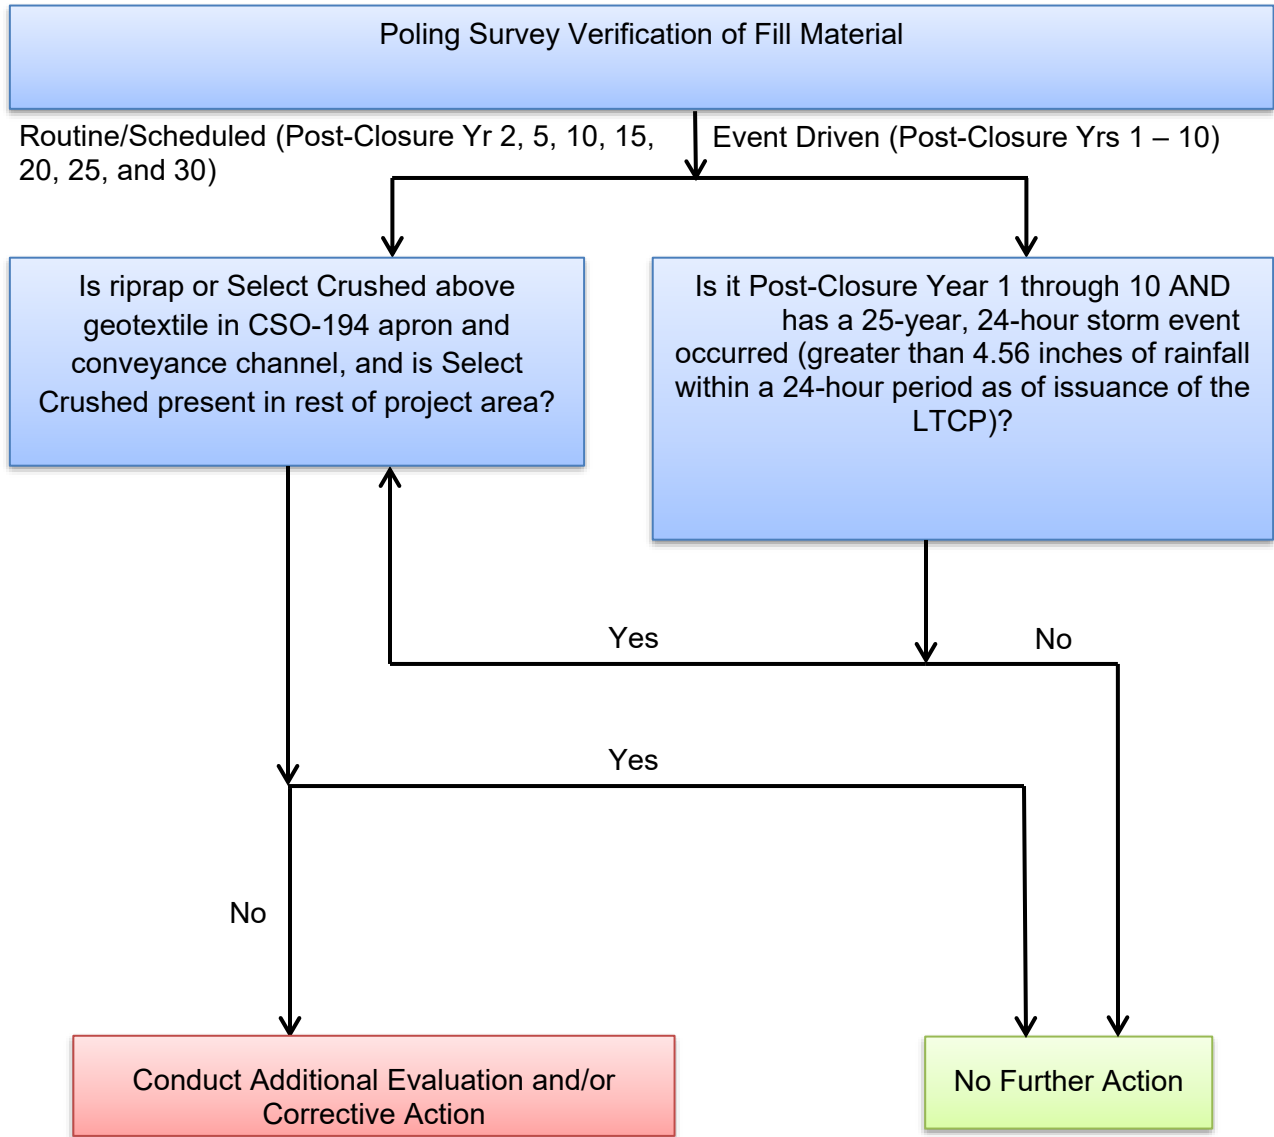 Poling Survey Verification of Fill Material
Routine/Scheduled (Post-Closure Yr 2, 5, 10, 15,
20, 25, and 30)
Event Driven (Post-Closure Yrs 1 – 10)
Is riprap or Select Crushed above
geotextile in CSO-194 apron and
conveyance channel, and is Select
Crushed present in rest of project area?
Is it Post-Closure Year 1 through 10 AND
has a 25-year, 24-hour storm event
occurred (greater than 4.56 inches of rainfall
within a 24-hour period as of issuance of the
LTCP)?
Yes
No
Yes
No
Conduct Additional Evaluation and/or
Corrective Action
No Further Action